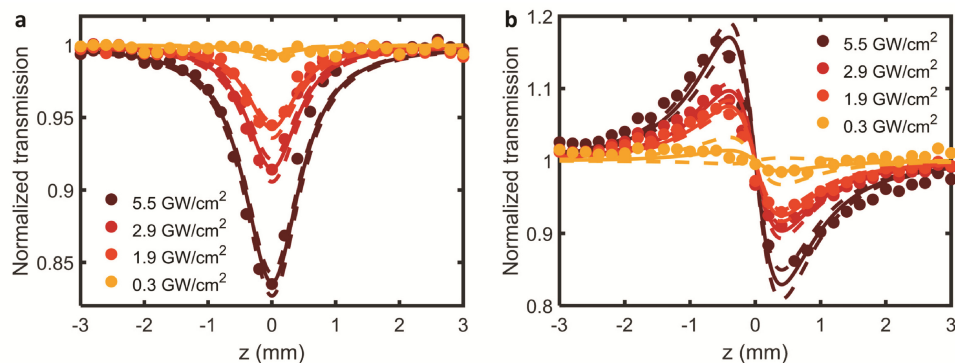 a
Normalized transmission
1
0.95
0.9
0.85
5.5 GW/cm²
2.9 GW/cm²
1.9 GW/cm²
0.3 GW/cm²
-3 -2 -1 0 1 2 3
z (mm)
b
Normalized transmission
1.2
1.1
1
0.9
0.8
5.5 GW/cm²
2.9 GW/cm²
1.9 GW/cm²
0.3 GW/cm²
-3 -2 -1 0 1 2 3
z (mm)